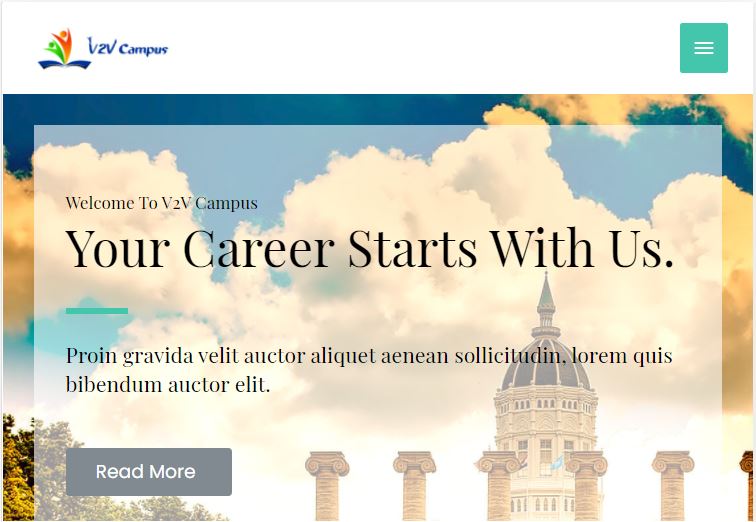 V2V Campus
Welcome To V2V Campus
Your Career Starts With Us.
Proin gravida velit auctor aliquet aenean sollicitudin, lorem quis
bibendum auctor elit.
Read More